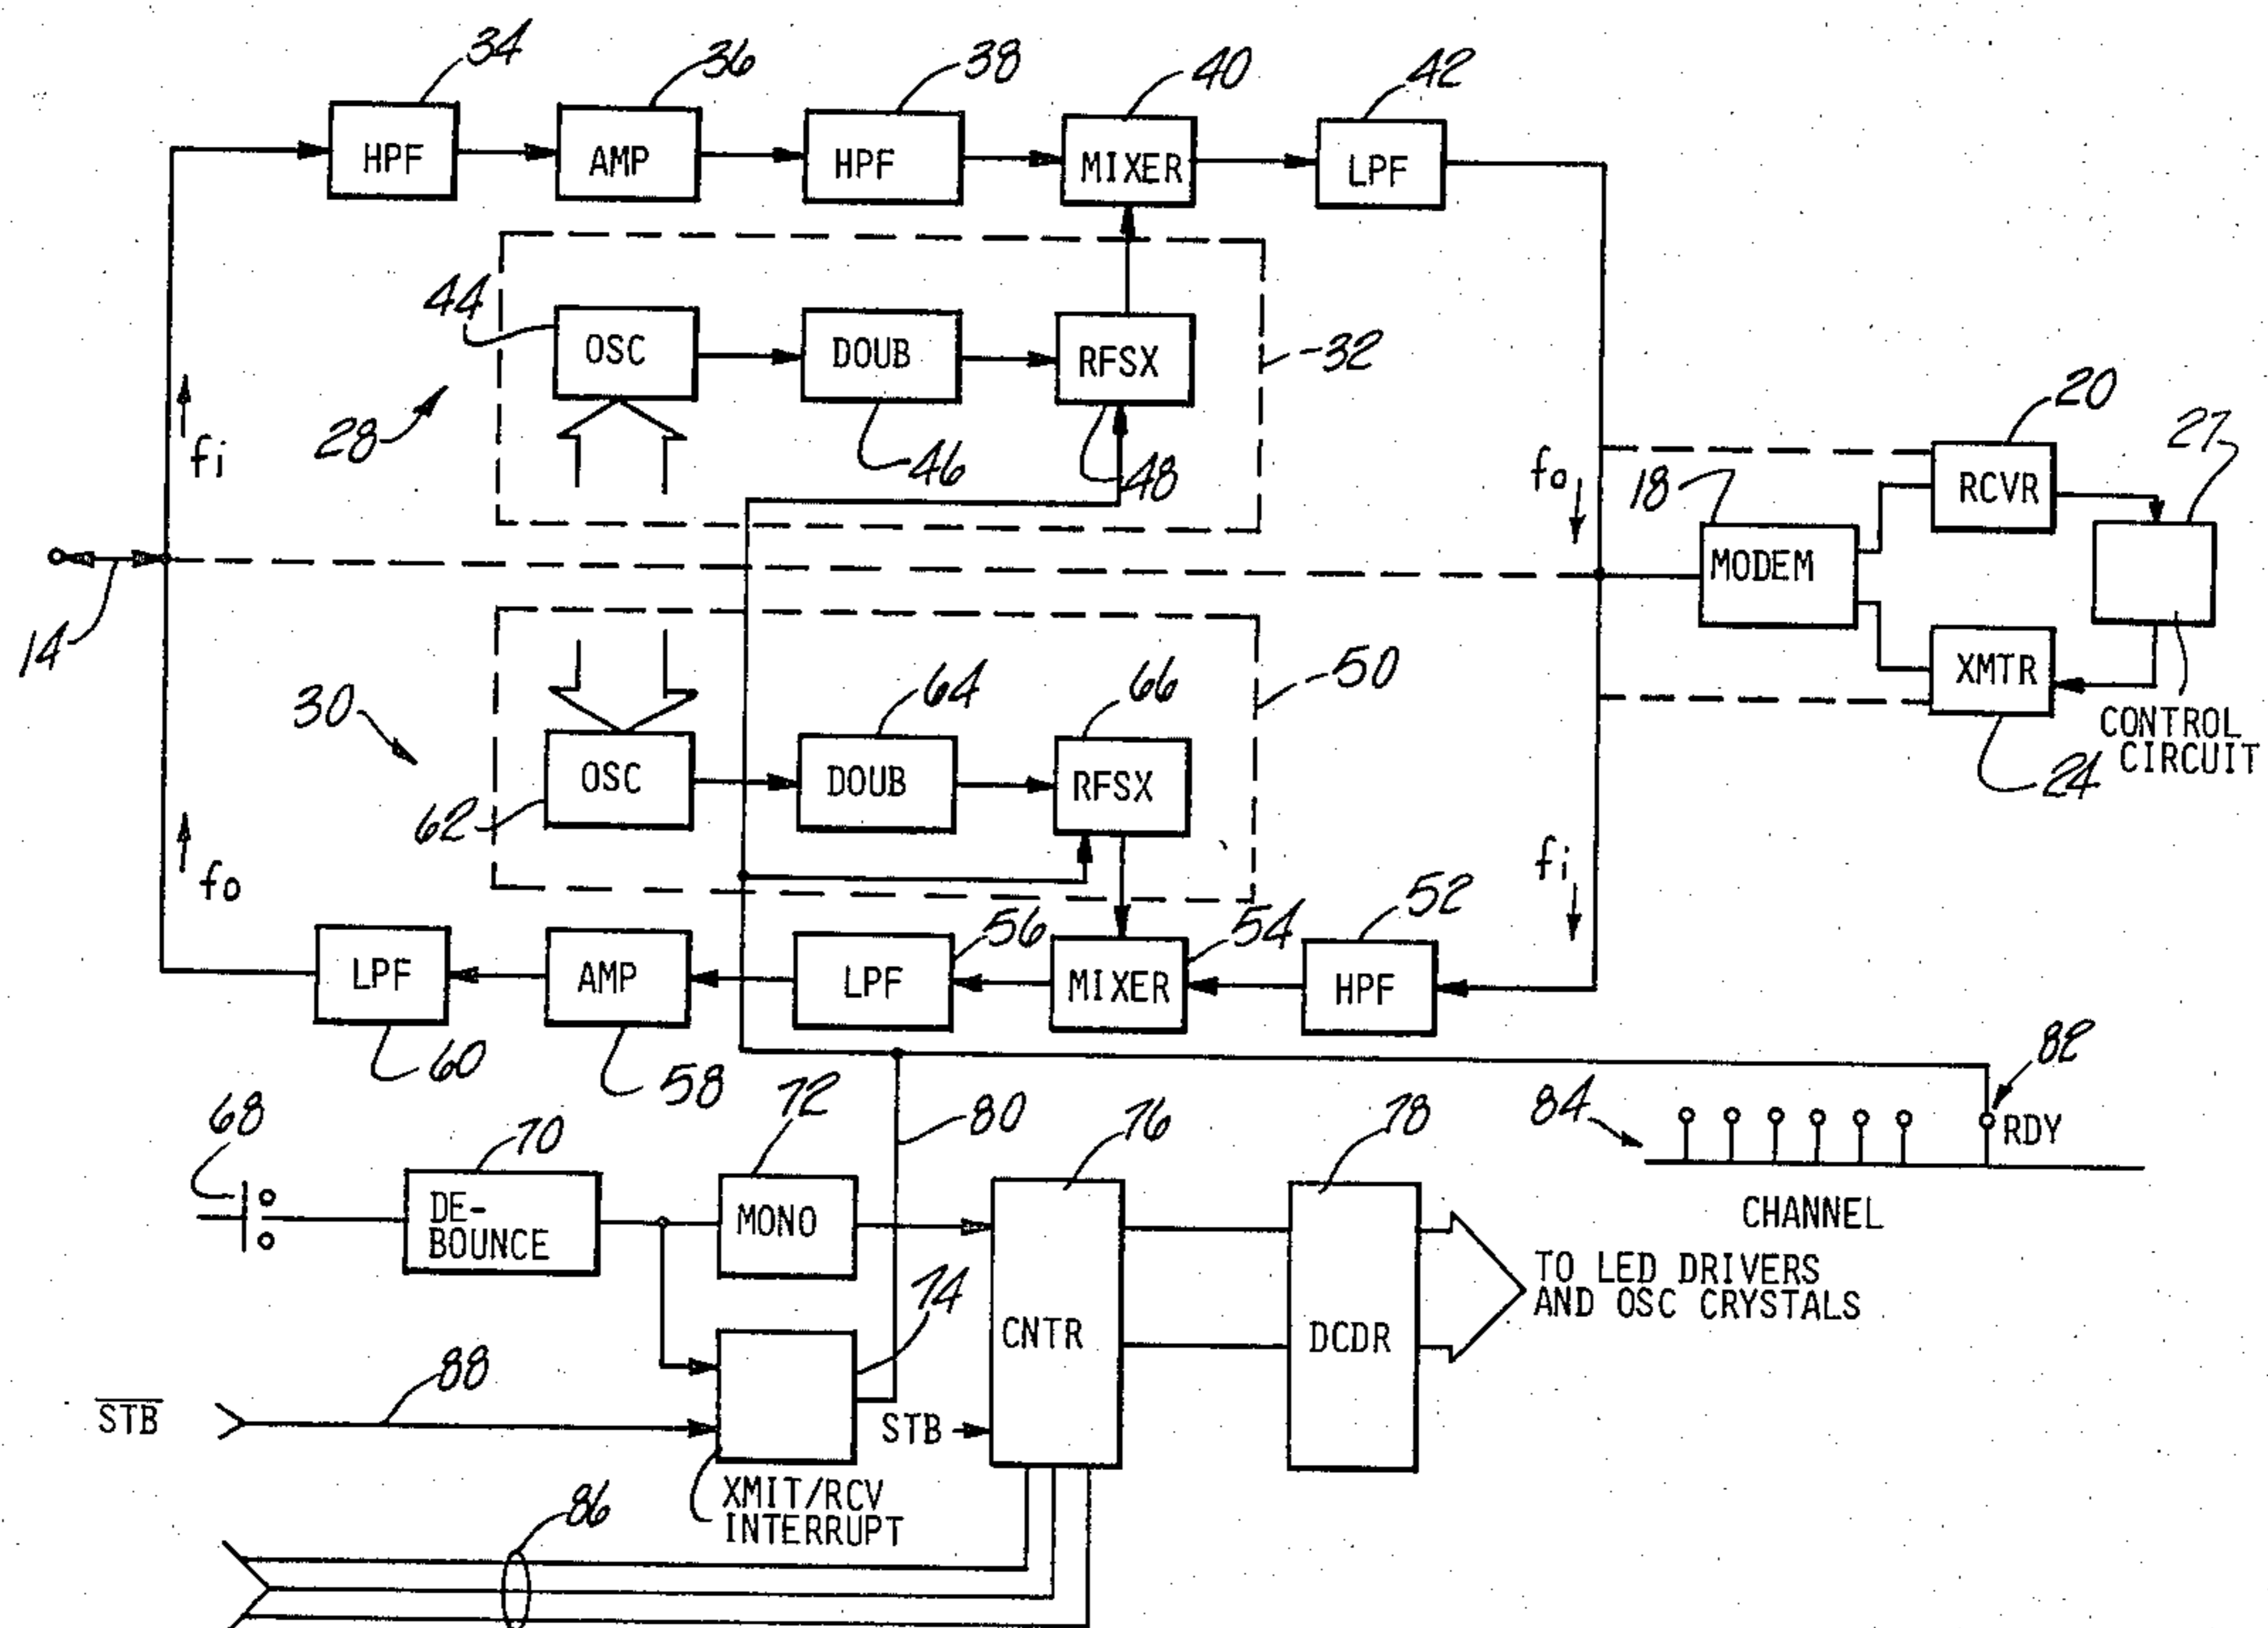 34
36
38
40
42
HPF
AMP
HPF
MIXER
LPF
44
OSC
DOUB
RFSX
32
28
46
48
fi
fo
18
20
27
RCVR
MODEM
XMTR
CONTROL
CIRCUIT
24
14
30
50
64
66
OSC
DOUB
RFSX
62
fo
fi
52
54
56
LPF
AMP
LPF
MIXER
HPF
60
58
68
70
72
80
76
78
84
82
RDY
CHANNEL
DE-
BOUNCE
MONO
74
CNTR
DCDR
TO LED DRIVERS
AND OSC CRYSTALS
S̅T̅B̅
88
STB
XMIT/RCV
INTERRUPT
86